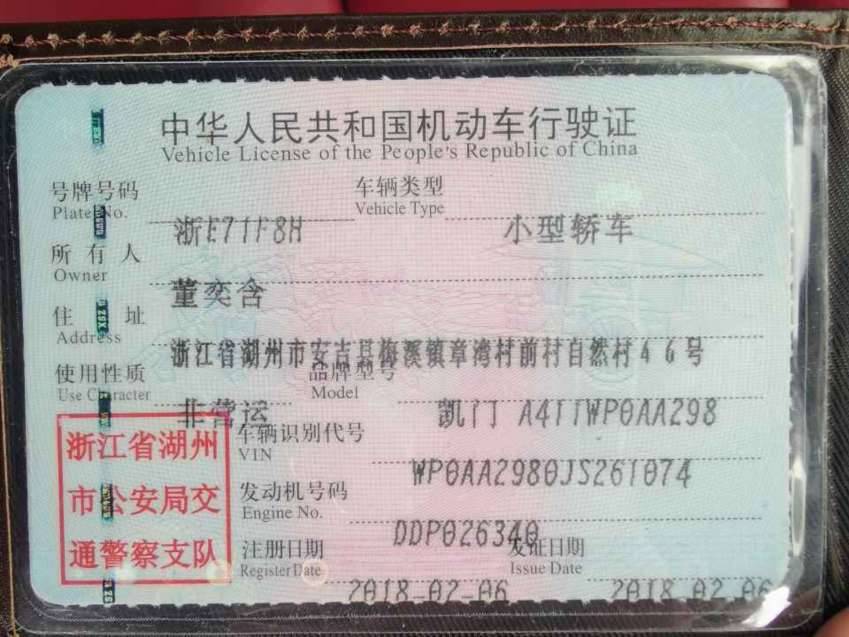 中华人民共和国机动车行驶证
Vehicle License of the People's Republic of China
号牌号码 车辆类型
Plate No. Vehicle Type
浙E71F8H 小型轿车
所有人
Owner
董奕含
住址
Address
浙江省湖州市安吉县梅溪镇章湾村前村自然村46号
使用性质 品牌型号
Use Character Model
非营运 凯门 A4TTWP0AA298
浙江省湖州
市公安局交
通警察支队
车辆识别代号
VIN
WP0AA2980JS261074
发动机号码
Engine No.
DDP026340
注册日期 发证日期
Register Date Issue Date
2018-02-06 2018-02-06